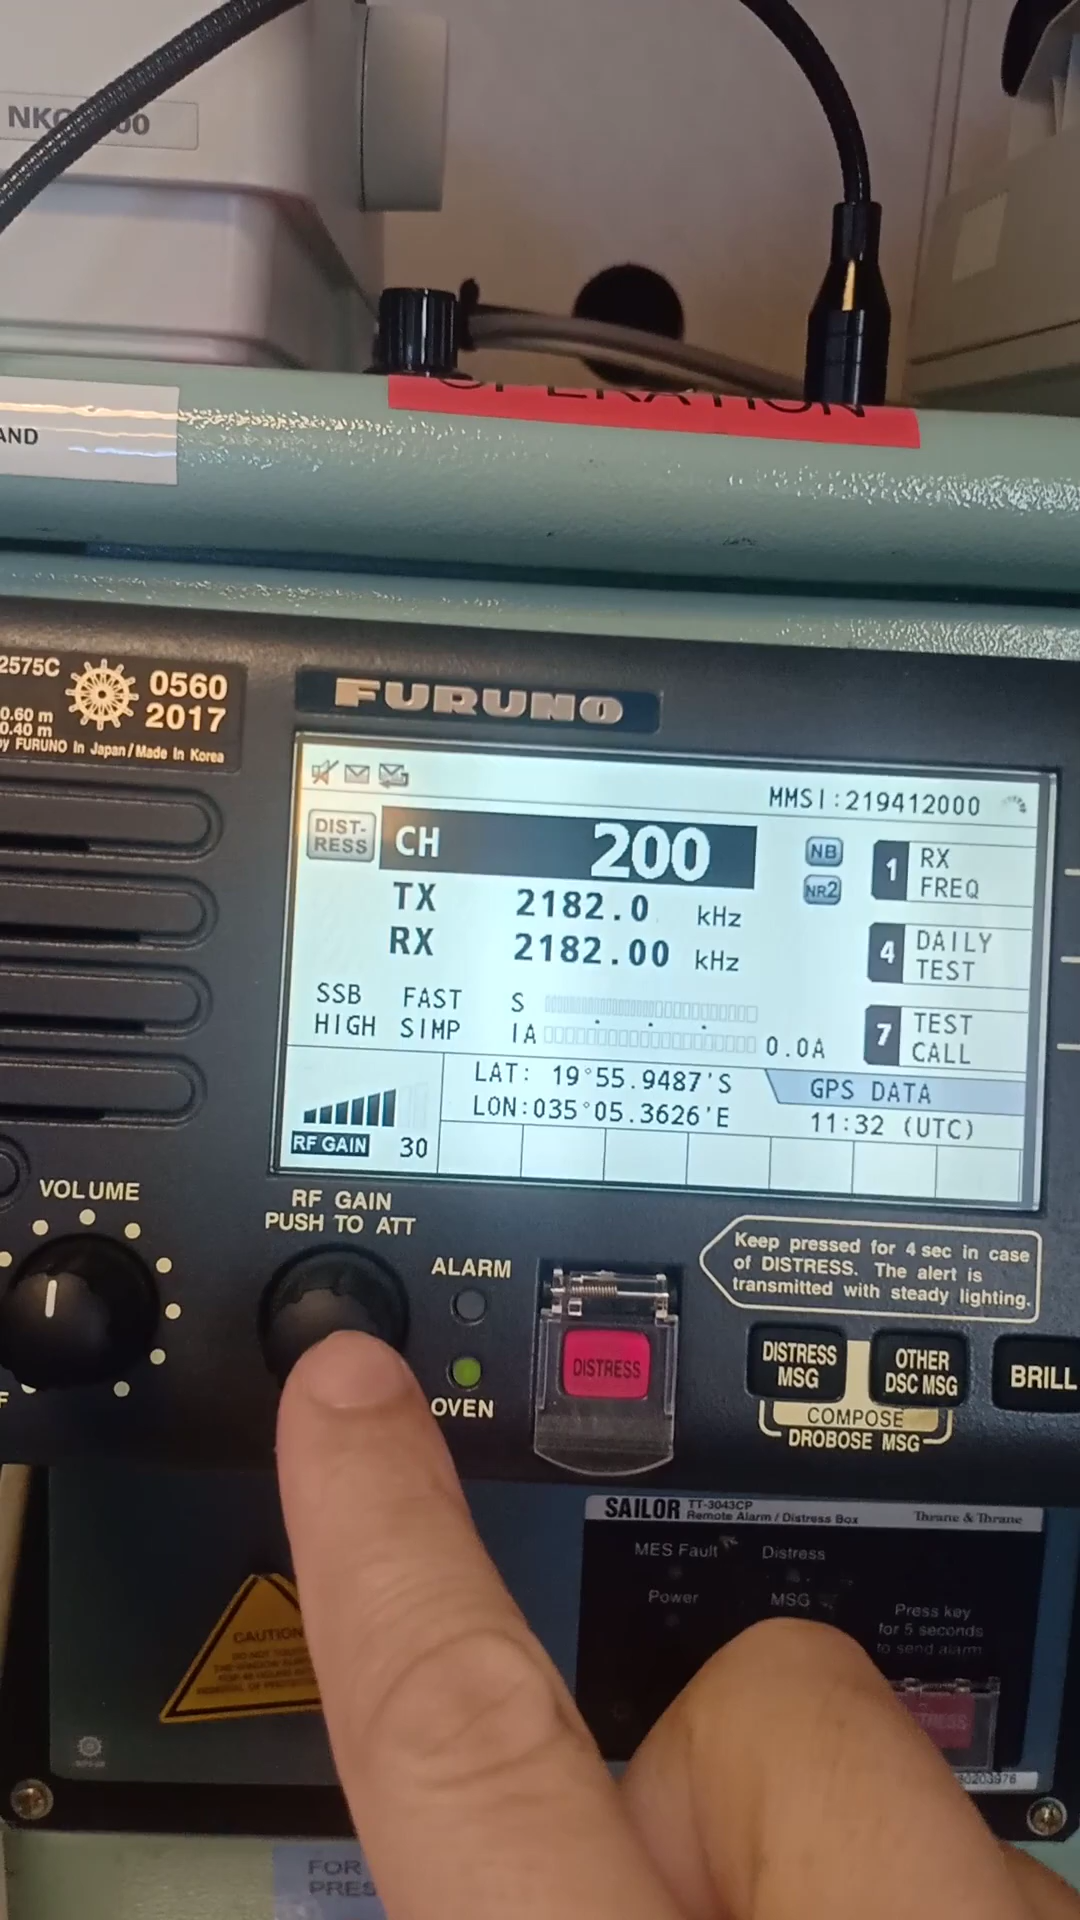 AND
OPERATION
2575C
0560
2017
0.60 m
0.40 m
by FURUNO In Japan/Made In Korea
FURUNO
MMSI:219412000
DIST-
RESS
CH 200
NB
NR2
TX 2182.0 kHz
RX 2182.00 kHz
1 RX
FREQ
4 DAILY
TEST
7 TEST
CALL
SSB FAST S
HIGH SIMP IA 0.0A
LAT: 19°55.9487'S
LON:035°05.3626'E
GPS DATA
11:32 (UTC)
RF GAIN 30
VOLUME
RF GAIN
PUSH TO ATT
ALARM
OVEN
DISTRESS
Keep pressed for 4 sec in case
of DISTRESS. The alert is
transmitted with steady lighting.
DISTRESS
MSG
OTHER
DSC MSG
BRILL
COMPOSE
DROBOSE MSG
SAILOR TT-3043CP
Remote Alarm / Distress Box
Thrane & Thrane
MES Fault
Distress
Power
MSG
Press key
for 5 seconds
to send alarm
CAUTION
FOR